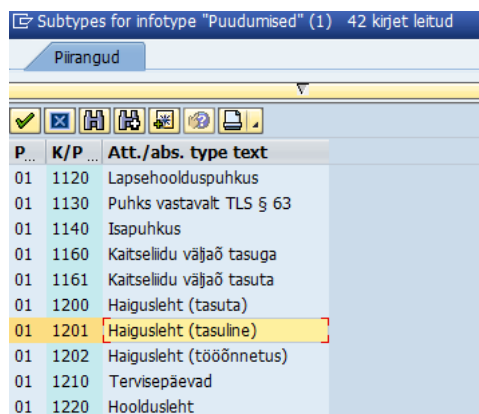 Subtypes for infotype "Puudumised" (1) 42 kirjet leitud
Piirangud
P... K/P ... Att./abs. type text
01 1120 Lapsehoolduspuhkus
01 1130 Puhks vastavalt TLS § 63
01 1140 Isapuhkus
01 1160 Kaitseliidu väljaõ tasuga
01 1161 Kaitseliidu väljaõ tasuta
01 1200 Haigusleht (tasuta)
01 1201 Haigusleht (tasuline)
01 1202 Haigusleht (tööõnnetus)
01 1210 Tervisepäevad
01 1220 Hooldusleht